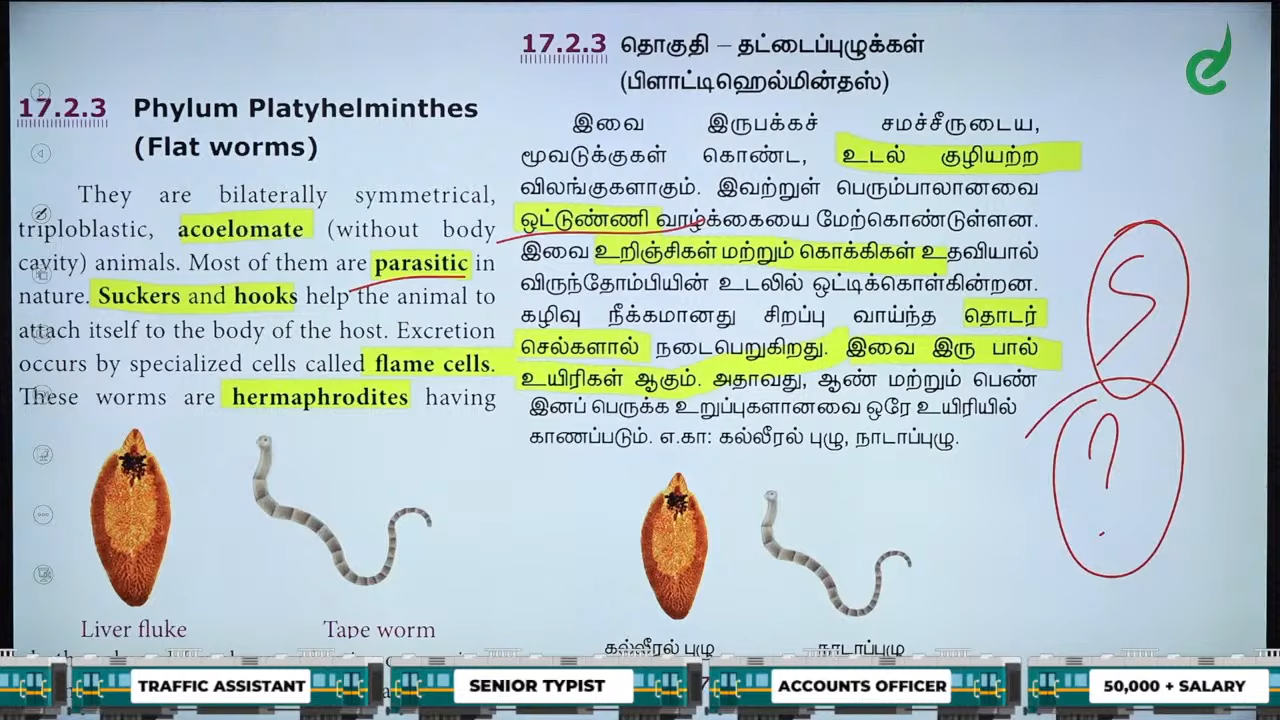 17.2.3 Phylum Platyhelminthes
(Flat worms)
They are bilaterally symmetrical,
triploblastic, acoelomate (without body
cavity) animals. Most of them are parasitic in
nature. Suckers and hooks help the animal to
attach itself to the body of the host. Excretion
occurs by specialized cells called flame cells.
These worms are hermaphrodites having
Liver fluke
Tape worm
17.2.3 தொகுதி – தட்டைப்புழுக்கள்
(பிளாட்டிஹெல்மின்தஸ்)
இவை இருபக்கச் சமச்சீருடைய,
மூவடுக்குகள் கொண்ட, உடல் குழியற்ற
விலங்குகளாகும். இவற்றுள் பெரும்பாலானவை
ஒட்டுண்ணி வாழ்க்கையை மேற்கொண்டுள்ளன.
இவை உறிஞ்சிகள் மற்றும் கொக்கிகள் உதவியால்
விருந்தோம்பியின் உடலில் ஒட்டிக்கொள்கின்றன.
கழிவு நீக்கமானது சிறப்பு வாய்ந்த தொடர்
செல்களால் நடைபெறுகிறது. இவை இரு பால்
உயிரிகள் ஆகும். அதாவது, ஆண் மற்றும் பெண்
இனப் பெருக்க உறுப்புகளானவை ஒரே உயிரியில்
காணப்படும். எ.கா: கல்லீரல் புழு, நாடாப்புழு.
கல்லீரல் புழு
நாடாப்புழு
S
?
TRAFFIC ASSISTANT
SENIOR TYPIST
ACCOUNTS OFFICER
50,000 + SALARY